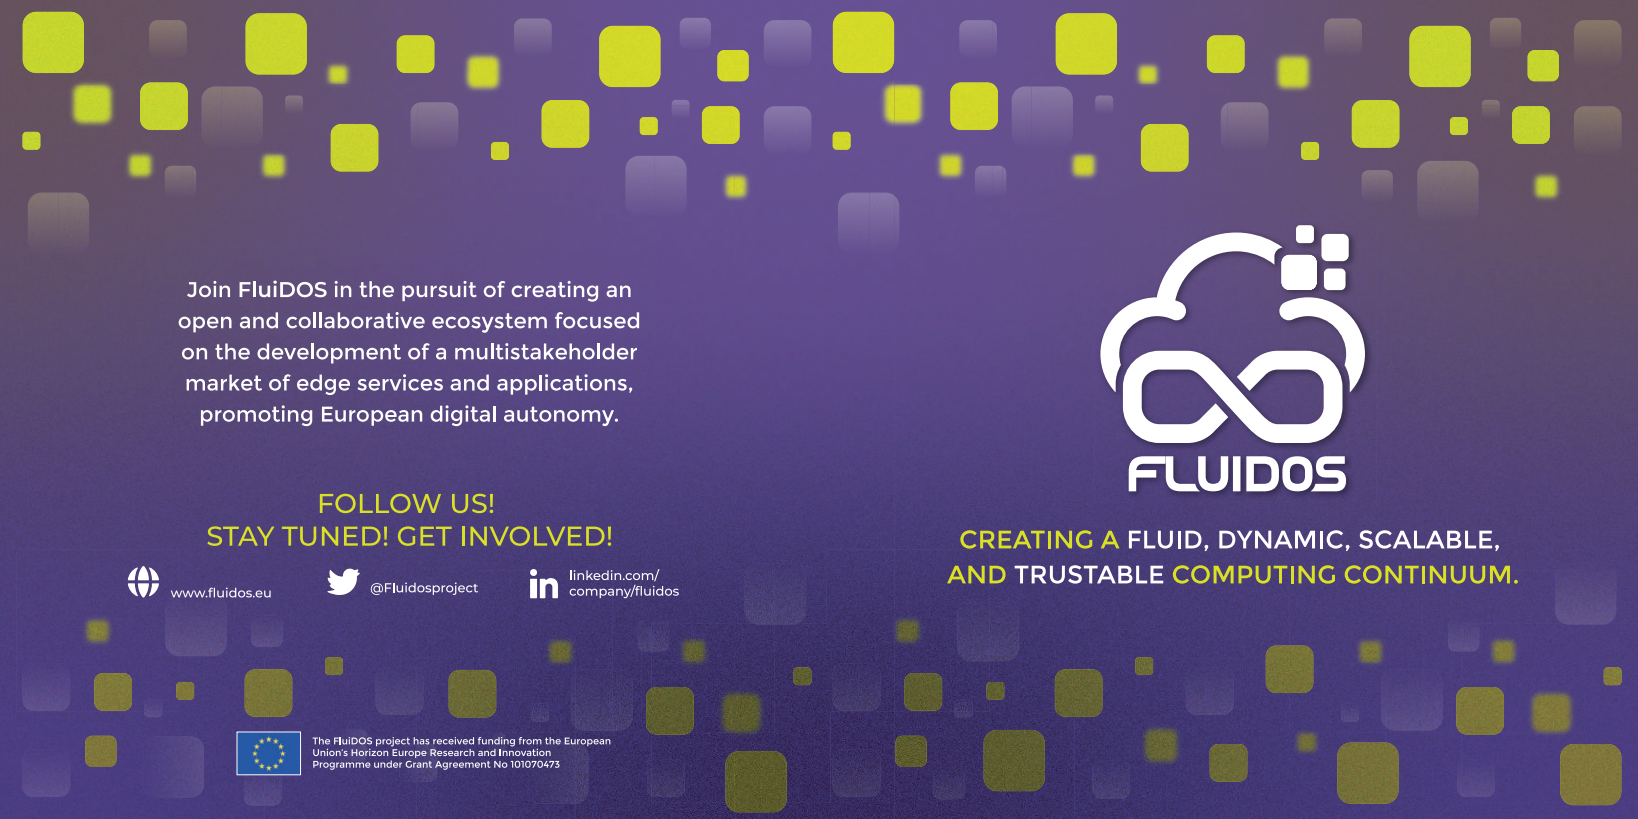 Join FluiDOS in the pursuit of creating an
open and collaborative ecosystem focused
on the development of a multistakeholder
market of edge services and applications,
promoting European digital autonomy.
FOLLOW US!
STAY TUNED! GET INVOLVED!
www.fluidos.eu
@Fluidosproject
linkedin.com/
company/fluidos
The FluiDOS project has received funding from the European
Union's Horizon Europe Research and Innovation
Programme under Grant Agreement No 101070473
FLUIDOS
CREATING A FLUID, DYNAMIC, SCALABLE,
AND TRUSTABLE COMPUTING CONTINUUM.